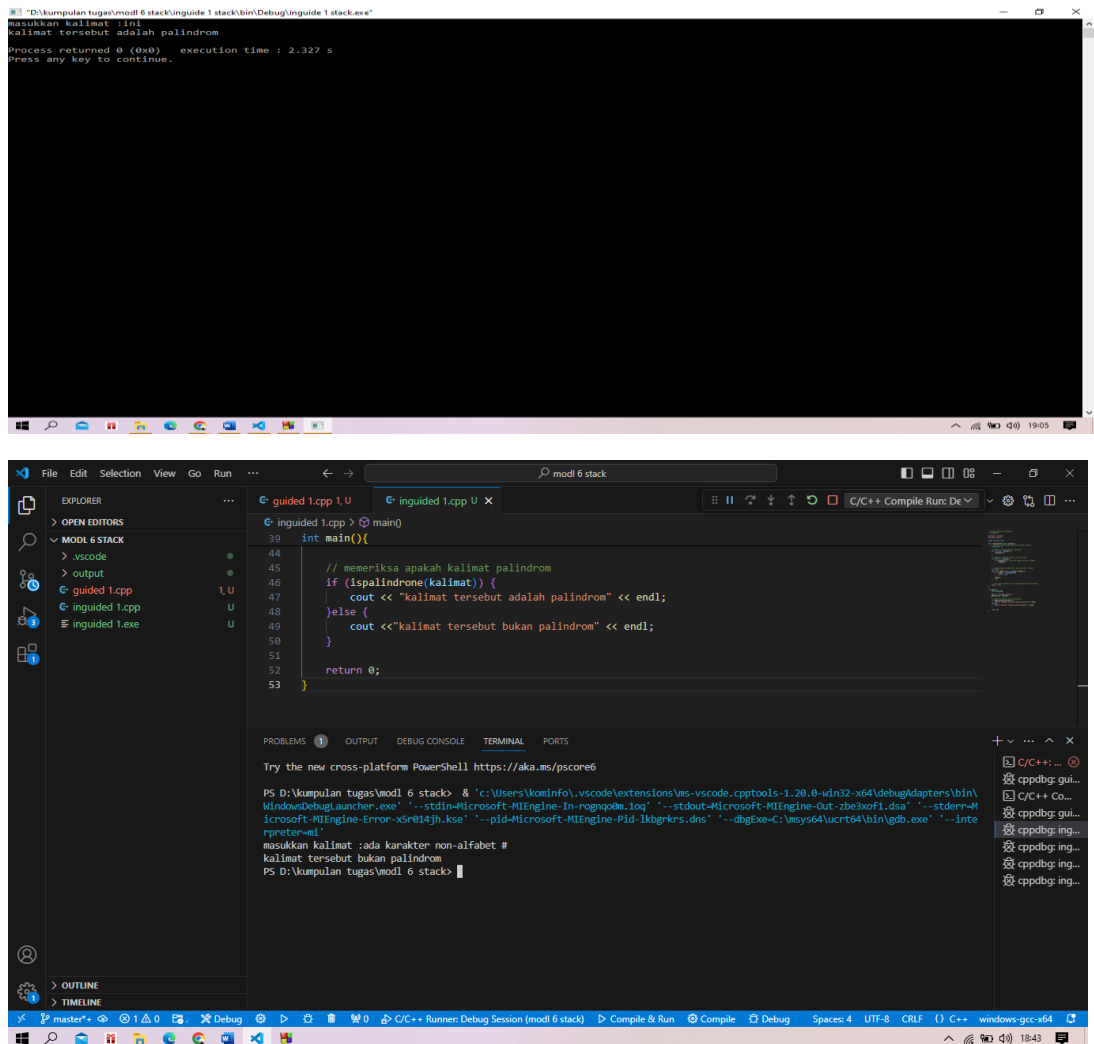 "D:\kumpulan tugas\modl 6 stack\inguide 1 stack\bin\Debug\inguide 1 stack.exe"
masukkan kalimat :ini
kalimat tersebut adalah palindrom
Process returned 0 (0x0)   execution time : 2.327 s
Press any key to continue.
19:05
File Edit Selection View Go Run ···
modl 6 stack
EXPLORER ···
guided 1.cpp 1, U
inguided 1.cpp U
C/C++ Compile Run: De
OPEN EDITORS
inguided 1.cpp > main()
MODL 6 STACK
39 int main(){
.vscode
44
output
45 // memeriksa apakah kalimat palindrom
guided 1.cpp 1, U
46 if (ispalindrone(kalimat)) {
inguided 1.cpp U
47 cout << "kalimat tersebut adalah palindrom" << endl;
inguided 1.exe U
48 }else {
49 cout <<"kalimat tersebut bukan palindrom" << endl;
50 }
51
52 return 0;
53 }
PROBLEMS 1 OUTPUT DEBUG CONSOLE TERMINAL PORTS
Try the new cross-platform PowerShell https://aka.ms/pscore6
PS D:\kumpulan tugas\modl 6 stack>  & 'c:\Users\kominfo\.vscode\extensions\ms-vscode.cpptools-1.20.0-win32-x64\debugAdapters\bin\
WindowsDebugLauncher.exe' '--stdin=Microsoft-MIEngine-In-rognqo0m.1oq' '--stdout=Microsoft-MIEngine-Out-zbe3xof1.dsa' '--stderr=M
icrosoft-MIEngine-Error-x5r014jh.kse' '--pid=Microsoft-MIEngine-Pid-lkbgrkrs.dns' '--dbgExe=C:\msys64\ucrt64\bin\gdb.exe' '--inte
rpreter=mi'
masukkan kalimat :ada karakter non-alfabet #
kalimat tersebut bukan palindrom
PS D:\kumpulan tugas\modl 6 stack>
C/C++: ...
cppdbg: gui...
C/C++ Co...
cppdbg: gui...
cppdbg: ing...
cppdbg: ing...
cppdbg: ing...
cppdbg: ing...
3
1
1
OUTLINE
TIMELINE
master*+ 1 0 Debug 0 C/C++ Runner: Debug Session (modl 6 stack) Compile & Run Compile Debug Spaces: 4 UTF-8 CRLF {} C++ windows-gcc-x64
18:43